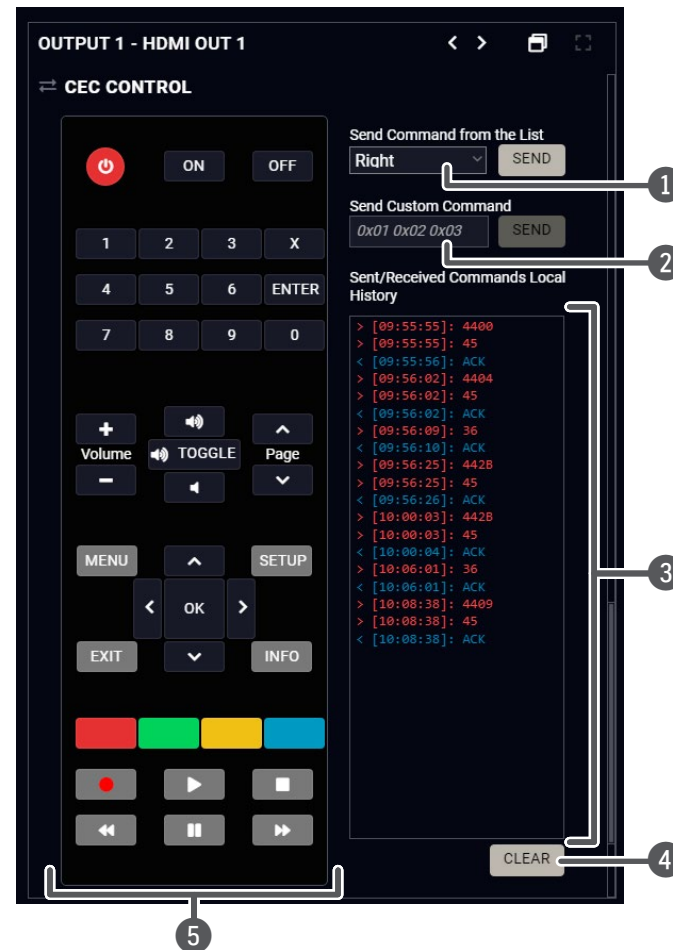 OUTPUT 1 - HDMI OUT 1
CEC CONTROL
ON OFF
1 2 3 X
4 5 6 ENTER
7 8 9 0
Volume TOGGLE Page
MENU SETUP
OK
EXIT INFO
Send Command from the List
Right SEND
Send Custom Command
0x01 0x02 0x03 SEND
Sent/Received Commands Local
History
> [09:55:55]: 4400
> [09:55:55]: 45
< [09:55:56]: ACK
> [09:56:02]: 4404
> [09:56:02]: 45
< [09:56:02]: ACK
> [09:56:09]: 36
< [09:56:10]: ACK
> [09:56:25]: 442B
> [09:56:25]: 45
< [09:56:26]: ACK
> [10:00:03]: 442B
> [10:00:03]: 45
< [10:00:04]: ACK
> [10:06:01]: 36
< [10:06:01]: ACK
> [10:08:38]: 4409
> [10:08:38]: 45
< [10:08:38]: ACK
CLEAR
1
2
3
4
5